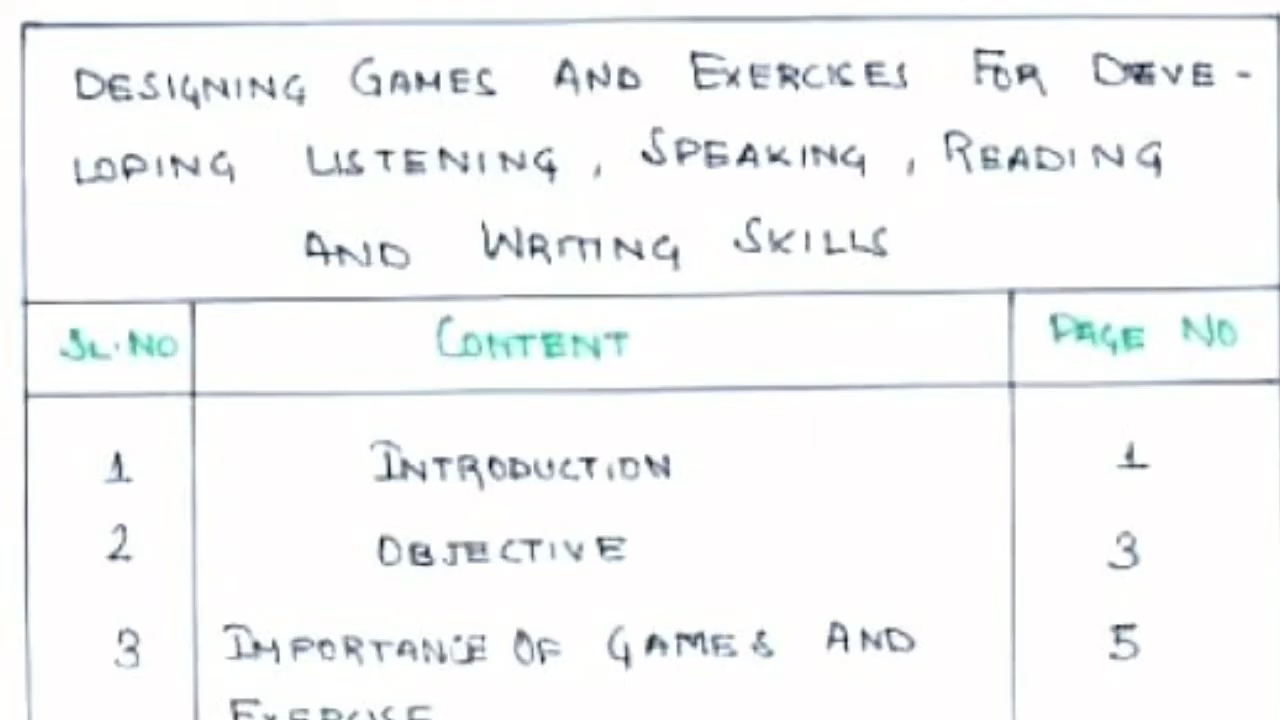 DESIGNING GAMES AND EXERCISES FOR DEVE-
LOPING LISTENING, SPEAKING, READING
AND WRITING SKILLS
SL.NO CONTENT PAGE NO
1 INTRODUCTION 1
2 OBJECTIVE 3
3 IMPORTANCE OF GAMES AND 5
EXERCISE